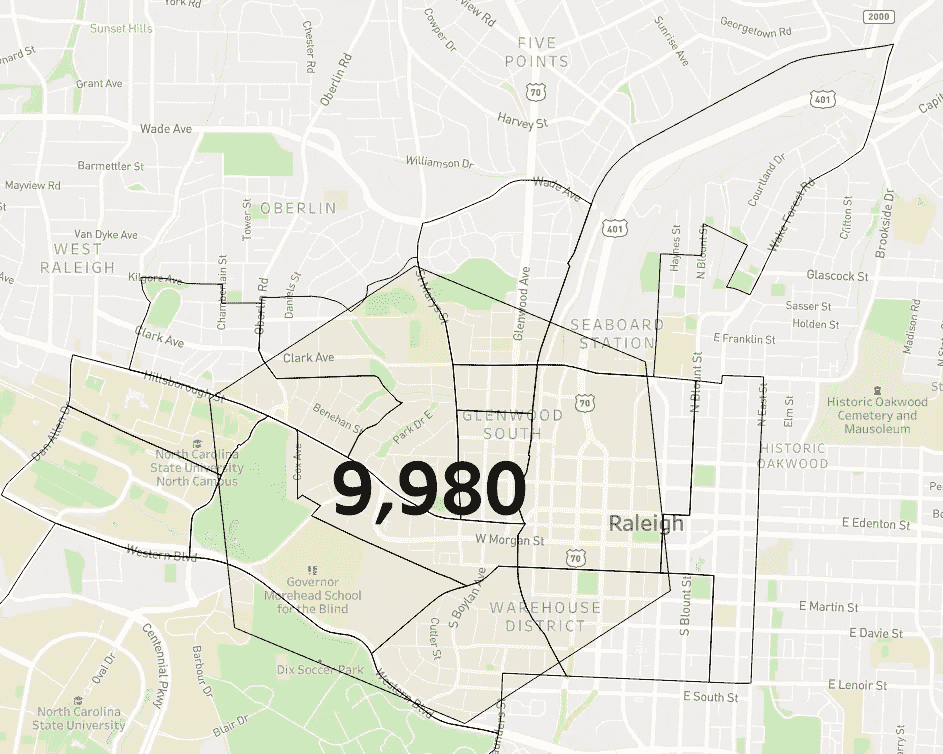 York Rd
view Rd
2000
Sunset Hills
Chester Rd
Cowper Dr
Sunrise Ave
Georgetown Rd
FIVE
POINTS
Oberlin Rd
Grant Ave
70
401
Harvey St
Wade Ave
Williamson Dr
Barmettler St
Courtland Dr
Mayview Rd
Wade Ave
Wake Forest Rd
Tower St
OBERLIN
Clifton St
Brookside Dr
401
Van Dyke Ave
Haynes St
N Blount St
WEST
RALEIGH
Kilgore Ave
Chamberlain St
Oberlin Rd
Daniels St
St Marys St
Glenwood Ave
Glascock St
Sasser St
Holden St
Madison Rd
SEABOARD
STATION
E Franklin St
Clark Ave
Clark Ave
Hillsborough St
N Blount St
N East St
Elm St
70
Historic Oakwood
Cemetery and
Mausoleum
Dan Allen Dr
Benehan St
Park Dr E
GLENWOOD
SOUTH
HISTORIC
OAKWOOD
North Carolina
State University
North Campus
Cox Ave
9,980
Raleigh
E Edenton St
W Morgan St
Western Blvd
70
Governor
Morehead School
for the Blind
S Boylan Ave
WAREHOUSE
DISTRICT
S Blount St
E Martin St
Cutler St
E Davie St
Centennial Pkwy
Barbour Dr
Oval Dr
Dix Soccer Park
Western Blvd
E Lenoir St
E South St
North Carolina
State University
Blair Dr